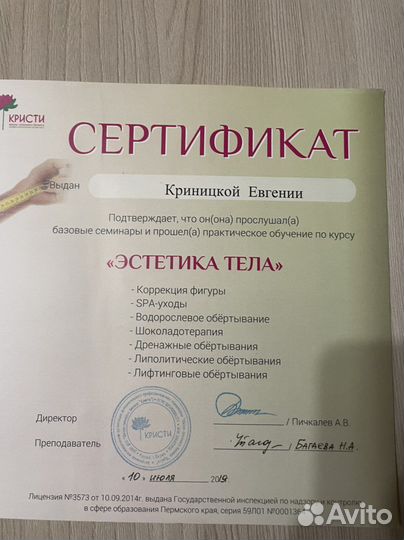 КРИСТИ
СЕРТИФИКАТ
Выдан
Криницкой Евгении
Подтверждает, что он(она) прослушал(а)
базовые семинары и прошел(а) практическое обучение по курсу
«ЭСТЕТИКА ТЕЛА»
- Коррекция фигуры
- SPA-уходы
- Водорослевое обёртывание
- Шоколадотерапия
- Дренажные обёртывания
- Липолитические обёртывания
- Лифтинговые обёртывания
Директор / Пичкалев А.В.
КРИСТИ
Преподаватель / Багаева Н.А.
"10" июля 2019
Лицензия №3573 от 10.09.2014г. выдана Государственной инспекцией по надзору и контролю
в сфере образования Пермского края, серия 59Л01 №000136
Avito